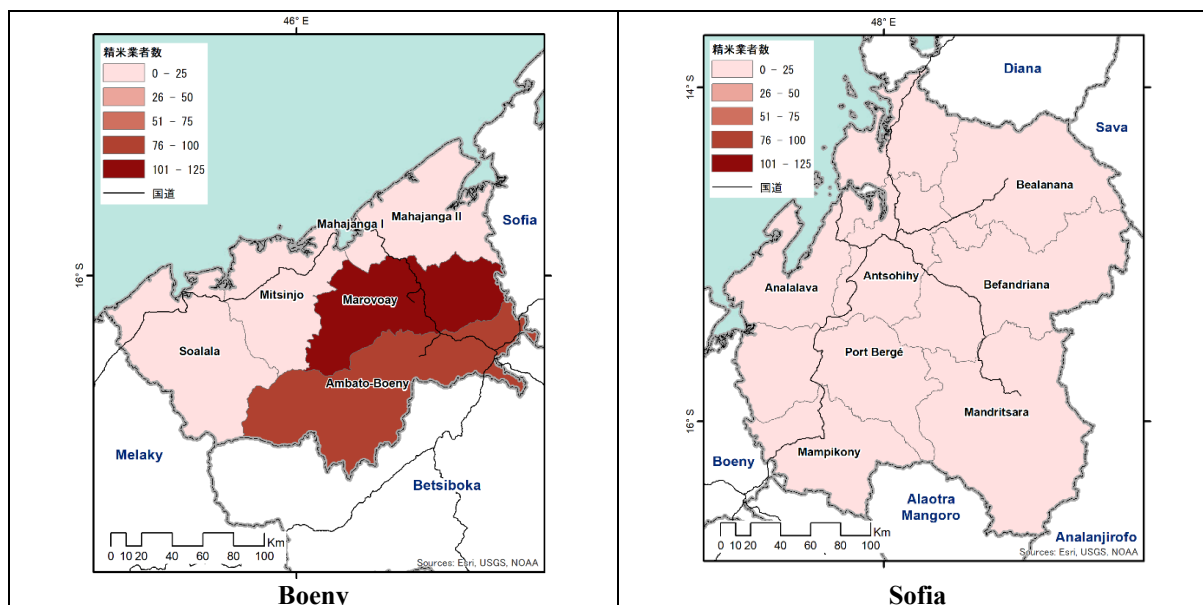 46° E
精米業者数
0 - 25
26 - 50
51 - 75
76 - 100
101 - 125
国道
16° S
Mahajanga II
Mahajanga I
Sofia
Mitsinjo
Marovoay
Soalala
Ambato-Boeny
Melaky
Betsiboka
Km
0 10 20 40 60 80 100
Sources: Esri, USGS, NOAA
Boeny
48° E
精米業者数
0 - 25
26 - 50
51 - 75
76 - 100
101 - 125
国道
14° S
Diana
Sava
Bealanana
Antsohihy
Analalava
Befandriana
Port Bergé
Mandritsara
16° S
Mampikony
Boeny
Alaotra
Mangoro
Analanjirofo
Km
0 10 20 40 60 80 100
Sources: Esri, USGS, NOAA
Sofia